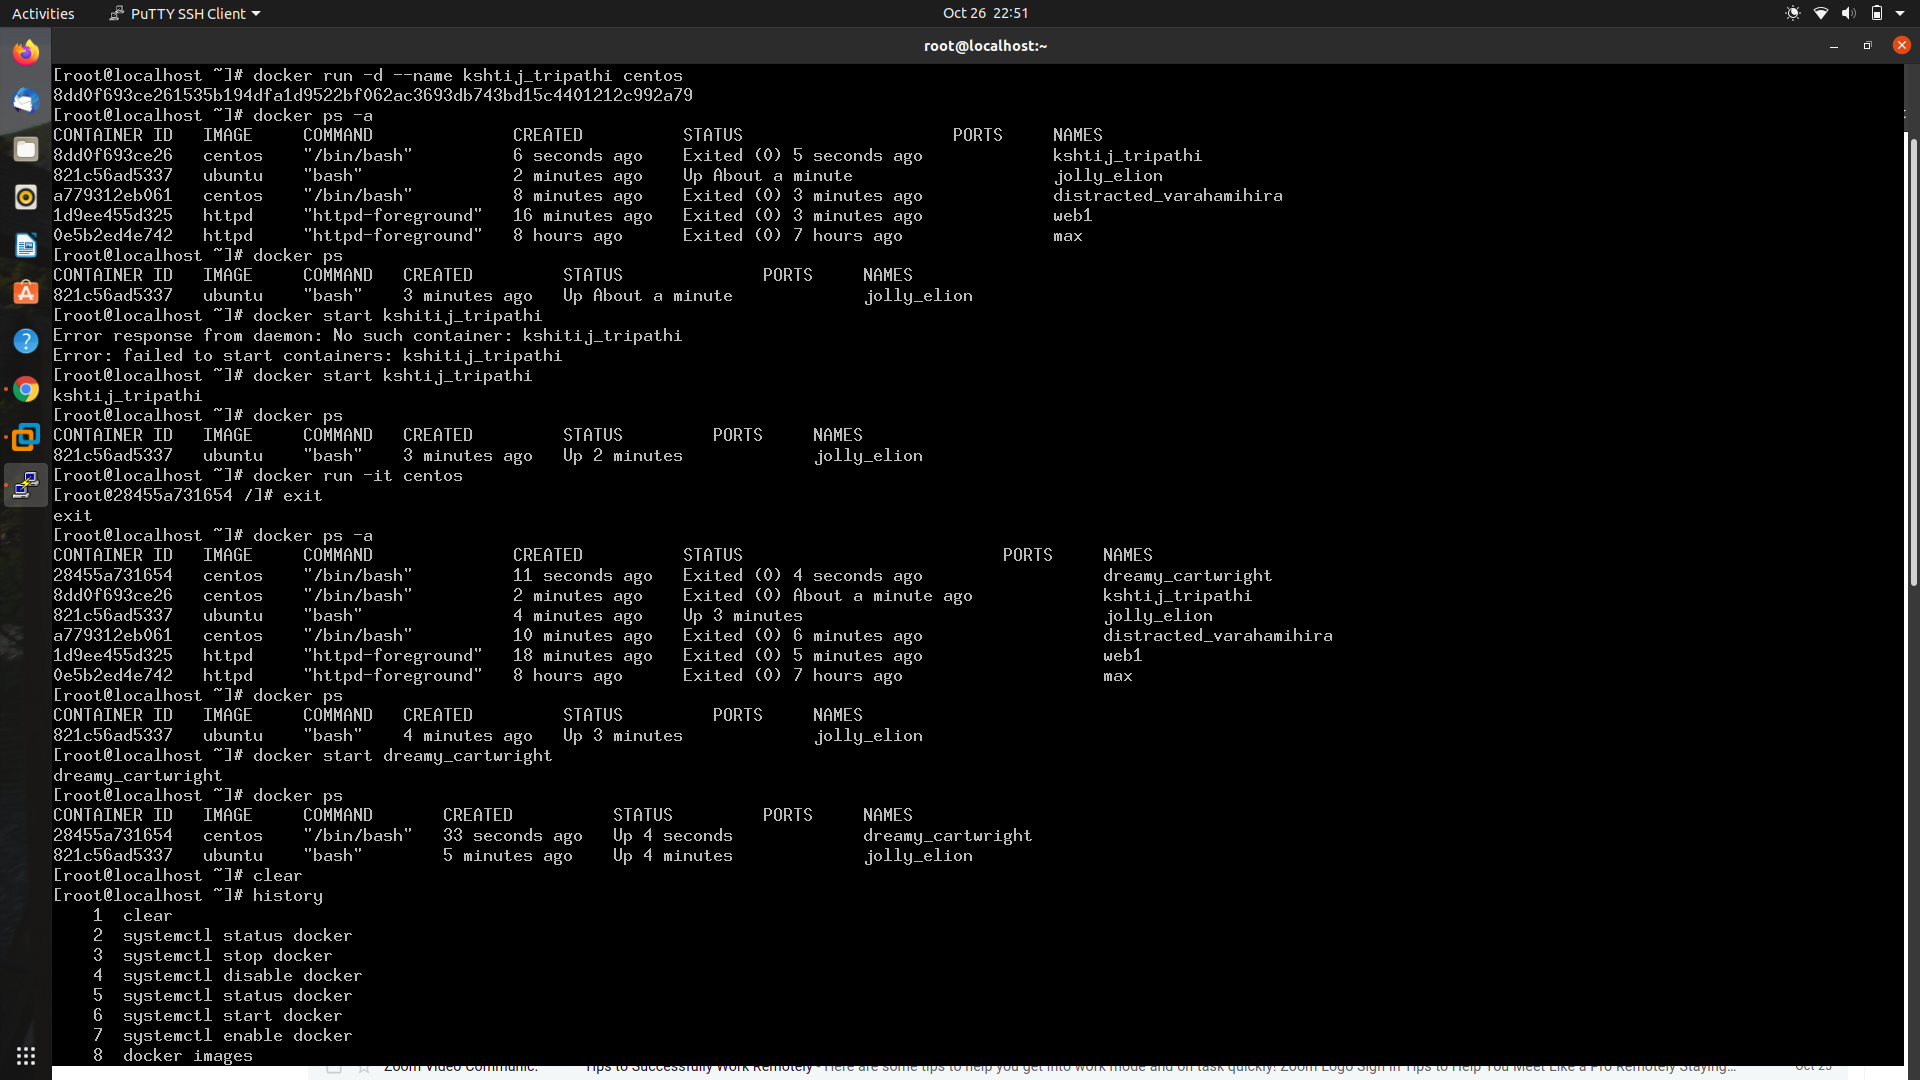 Activities
PuTTY SSH Client
Oct 26 22:51
root@localhost:~
[root@localhost ~]# docker run -d --name kshtij_tripathi centos
8dd0f693ce261535b194dfa1d9522bf062ac3693db743bd15c4401212c992a79
[root@localhost ~]# docker ps -a
CONTAINER ID   IMAGE     COMMAND              CREATED          STATUS                     PORTS     NAMES
8dd0f693ce26   centos    "/bin/bash"          6 seconds ago    Exited (0) 5 seconds ago             kshtij_tripathi
821c56ad5337   ubuntu    "bash"               2 minutes ago    Up About a minute                    jolly_elion
a779312eb061   centos    "/bin/bash"          8 minutes ago    Exited (0) 3 minutes ago             distracted_varahamihira
1d9ee455d325   httpd     "httpd-foreground"   16 minutes ago   Exited (0) 3 minutes ago             web1
0e5b2ed4e742   httpd     "httpd-foreground"   8 hours ago      Exited (0) 7 hours ago               max
[root@localhost ~]# docker ps
CONTAINER ID   IMAGE     COMMAND   CREATED         STATUS              PORTS     NAMES
821c56ad5337   ubuntu    "bash"    3 minutes ago   Up About a minute             jolly_elion
[root@localhost ~]# docker start kshitij_tripathi
Error response from daemon: No such container: kshitij_tripathi
Error: failed to start containers: kshitij_tripathi
[root@localhost ~]# docker start kshtij_tripathi
kshtij_tripathi
[root@localhost ~]# docker ps
CONTAINER ID   IMAGE     COMMAND   CREATED         STATUS         PORTS     NAMES
821c56ad5337   ubuntu    "bash"    3 minutes ago   Up 2 minutes             jolly_elion
[root@localhost ~]# docker run -it centos
[root@28455a731654 /]# exit
exit
[root@localhost ~]# docker ps -a
CONTAINER ID   IMAGE     COMMAND              CREATED          STATUS                          PORTS     NAMES
28455a731654   centos    "/bin/bash"          11 seconds ago   Exited (0) 4 seconds ago                  dreamy_cartwright
8dd0f693ce26   centos    "/bin/bash"          2 minutes ago    Exited (0) About a minute ago             kshtij_tripathi
821c56ad5337   ubuntu    "bash"               4 minutes ago    Up 3 minutes                              jolly_elion
a779312eb061   centos    "/bin/bash"          10 minutes ago   Exited (0) 6 minutes ago                  distracted_varahamihira
1d9ee455d325   httpd     "httpd-foreground"   18 minutes ago   Exited (0) 5 minutes ago                  web1
0e5b2ed4e742   httpd     "httpd-foreground"   8 hours ago      Exited (0) 7 hours ago                    max
[root@localhost ~]# docker ps
CONTAINER ID   IMAGE     COMMAND   CREATED         STATUS         PORTS     NAMES
821c56ad5337   ubuntu    "bash"    4 minutes ago   Up 3 minutes             jolly_elion
[root@localhost ~]# docker start dreamy_cartwright
dreamy_cartwright
[root@localhost ~]# docker ps
CONTAINER ID   IMAGE     COMMAND       CREATED          STATUS         PORTS     NAMES
28455a731654   centos    "/bin/bash"   33 seconds ago   Up 4 seconds             dreamy_cartwright
821c56ad5337   ubuntu    "bash"        5 minutes ago    Up 4 minutes             jolly_elion
[root@localhost ~]# clear
[root@localhost ~]# history
    1  clear
    2  systemctl status docker
    3  systemctl stop docker
    4  systemctl disable docker
    5  systemctl status docker
    6  systemctl start docker
    7  systemctl enable docker
    8  docker images
Zoom Video Communic. Tips to Successfully Work Remotely - Here are some tips to help you get into work mode and on task quickly! Zoom Logo Sign In Tips to Help You Meet Like a Pro Remotely Staying... Oct 25